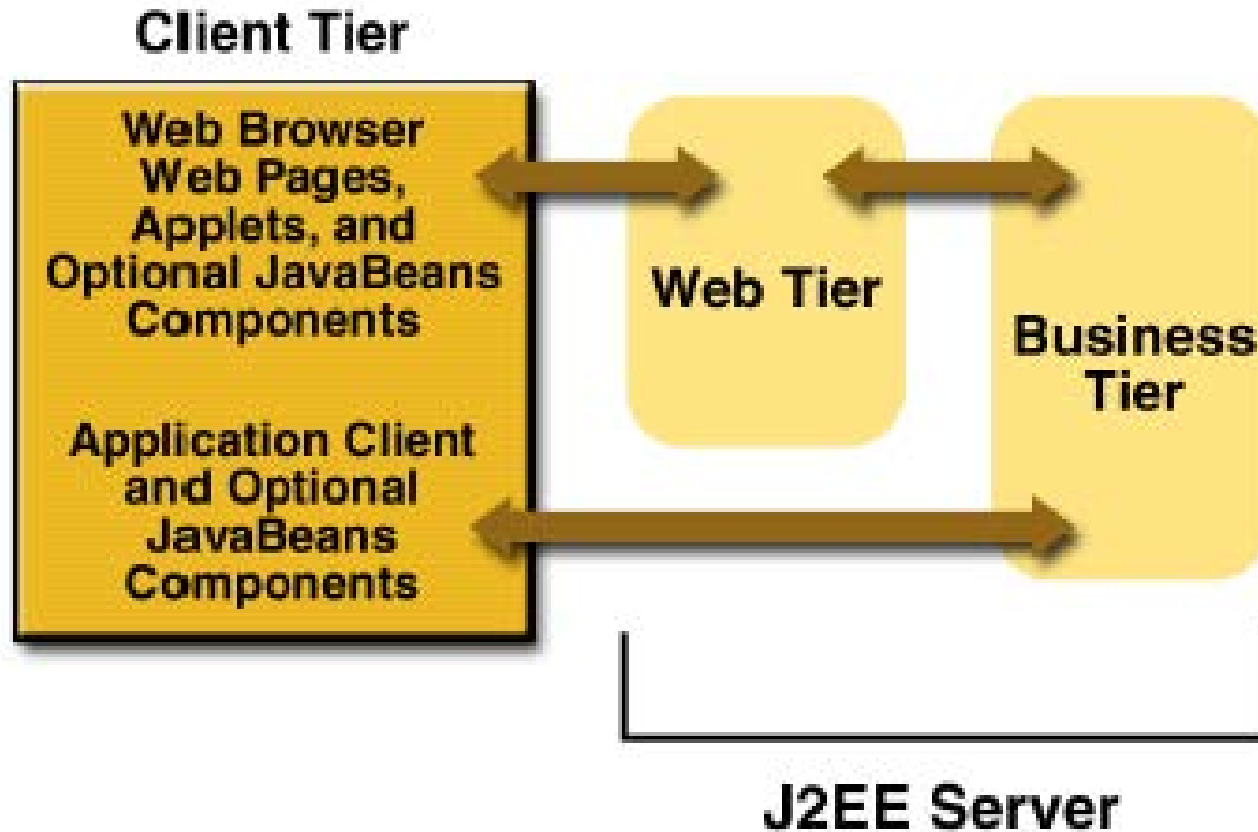 Client Tier
Web Browser
Web Pages,
Applets, and
Optional JavaBeans
Components
Application Client
and Optional
JavaBeans
Components
Web Tier
Business
Tier
J2EE Server